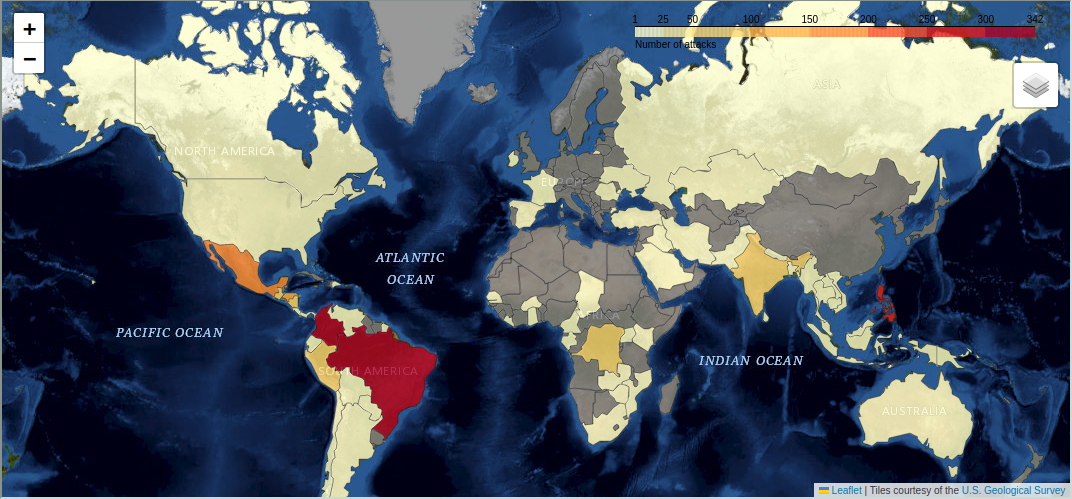 +
−
1 25 50 100 150 200 250 300 342
Number of attacks
ASIA
NORTH AMERICA
EUROPE
ATLANTIC
OCEAN
AFRICA
PACIFIC OCEAN
INDIAN OCEAN
SOUTH AMERICA
AUSTRALIA
Leaflet | Tiles courtesy of the U.S. Geological Survey